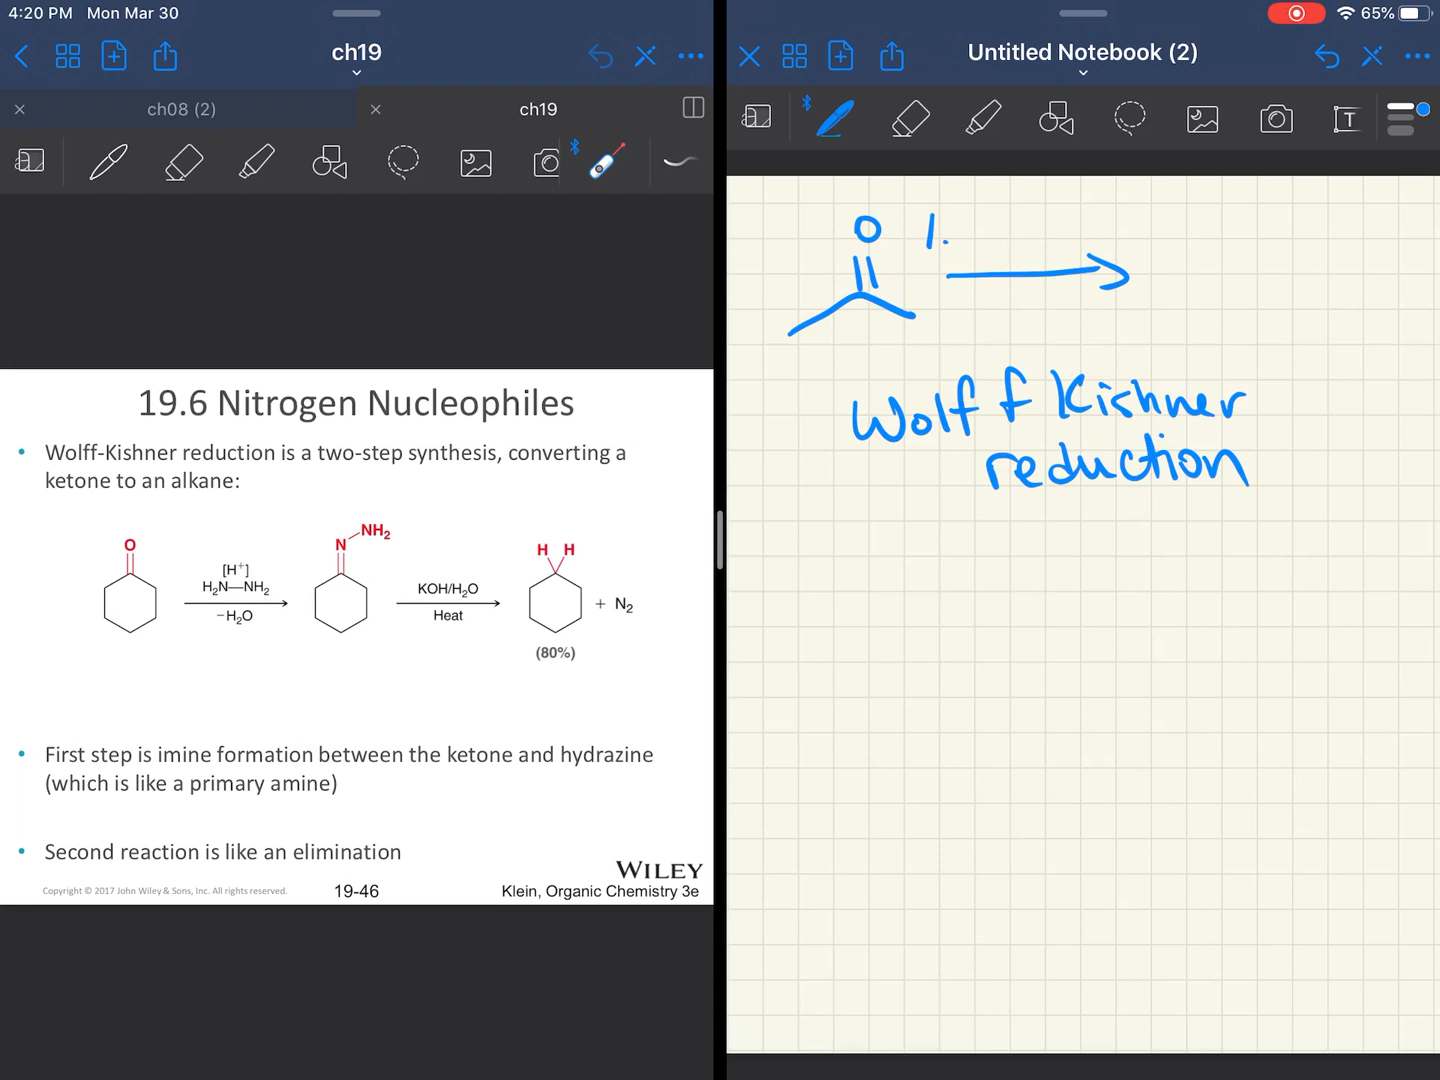 4:20 PM Mon Mar 30
65%
ch19
Untitled Notebook (2)
ch08 (2)
ch19
T
19.6 Nitrogen Nucleophiles
• Wolff-Kishner reduction is a two-step synthesis, converting a
ketone to an alkane:
O
[H+]
H₂N—NH₂
−H₂O
N NH₂
KOH/H₂O
Heat
H H
+ N₂
(80%)
• First step is imine formation between the ketone and hydrazine
(which is like a primary amine)
• Second reaction is like an elimination
WILEY
Copyright © 2017 John Wiley & Sons, Inc. All rights reserved.
19-46
Klein, Organic Chemistry 3e
O 1.
Wolff Kishner
reduction